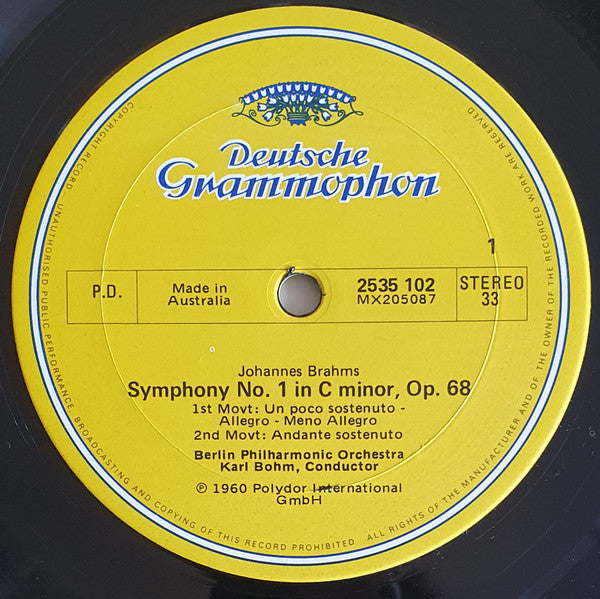 Deutsche
Grammophon
1
P.D.
Made in
Australia
2535 102
MX205087
STEREO
33
Johannes Brahms
Symphony No. 1 in C minor, Op. 68
1st Movt: Un poco sostenuto -
Allegro - Meno Allegro
2nd Movt: Andante sostenuto
Berlin Philharmonic Orchestra
Karl Bohm, Conductor
℗ 1960 Polydor International
GmbH
COPYRIGHT RECORD. UNAUTHORISED PUBLIC PERFORMANCE, BROADCASTING AND COPYING OF THIS RECORD PROHIBITED. ALL RIGHTS OF THE MANUFACTURER AND OF THE OWNER OF THE RECORDED WORK ARE RESERVED